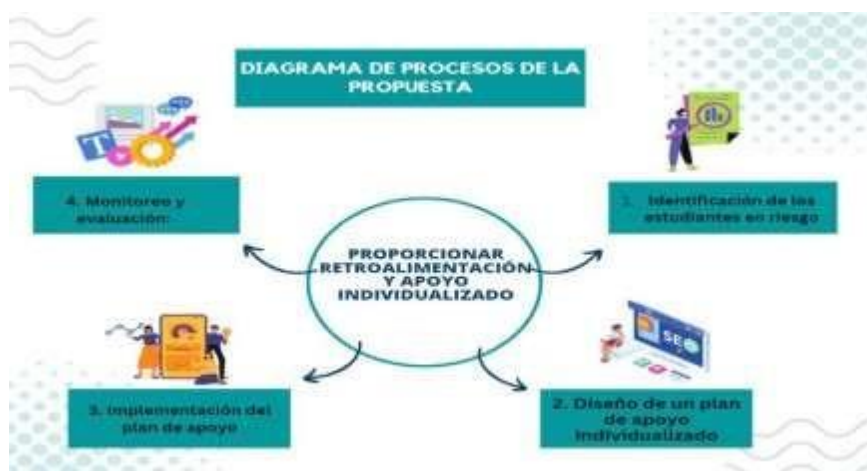 DIAGRAMA DE PROCESOS DE LA
PROPUESTA
1. Identificación de los
estudiantes en riesgo
2. Diseño de un plan
de apoyo
individualizado
3. Implementación del
plan de apoyo
4. Monitoreo y
evaluación:
PROPORCIONAR
RETROALIMENTACIÓN
Y APOYO
INDIVIDUALIZADO
SEO
T